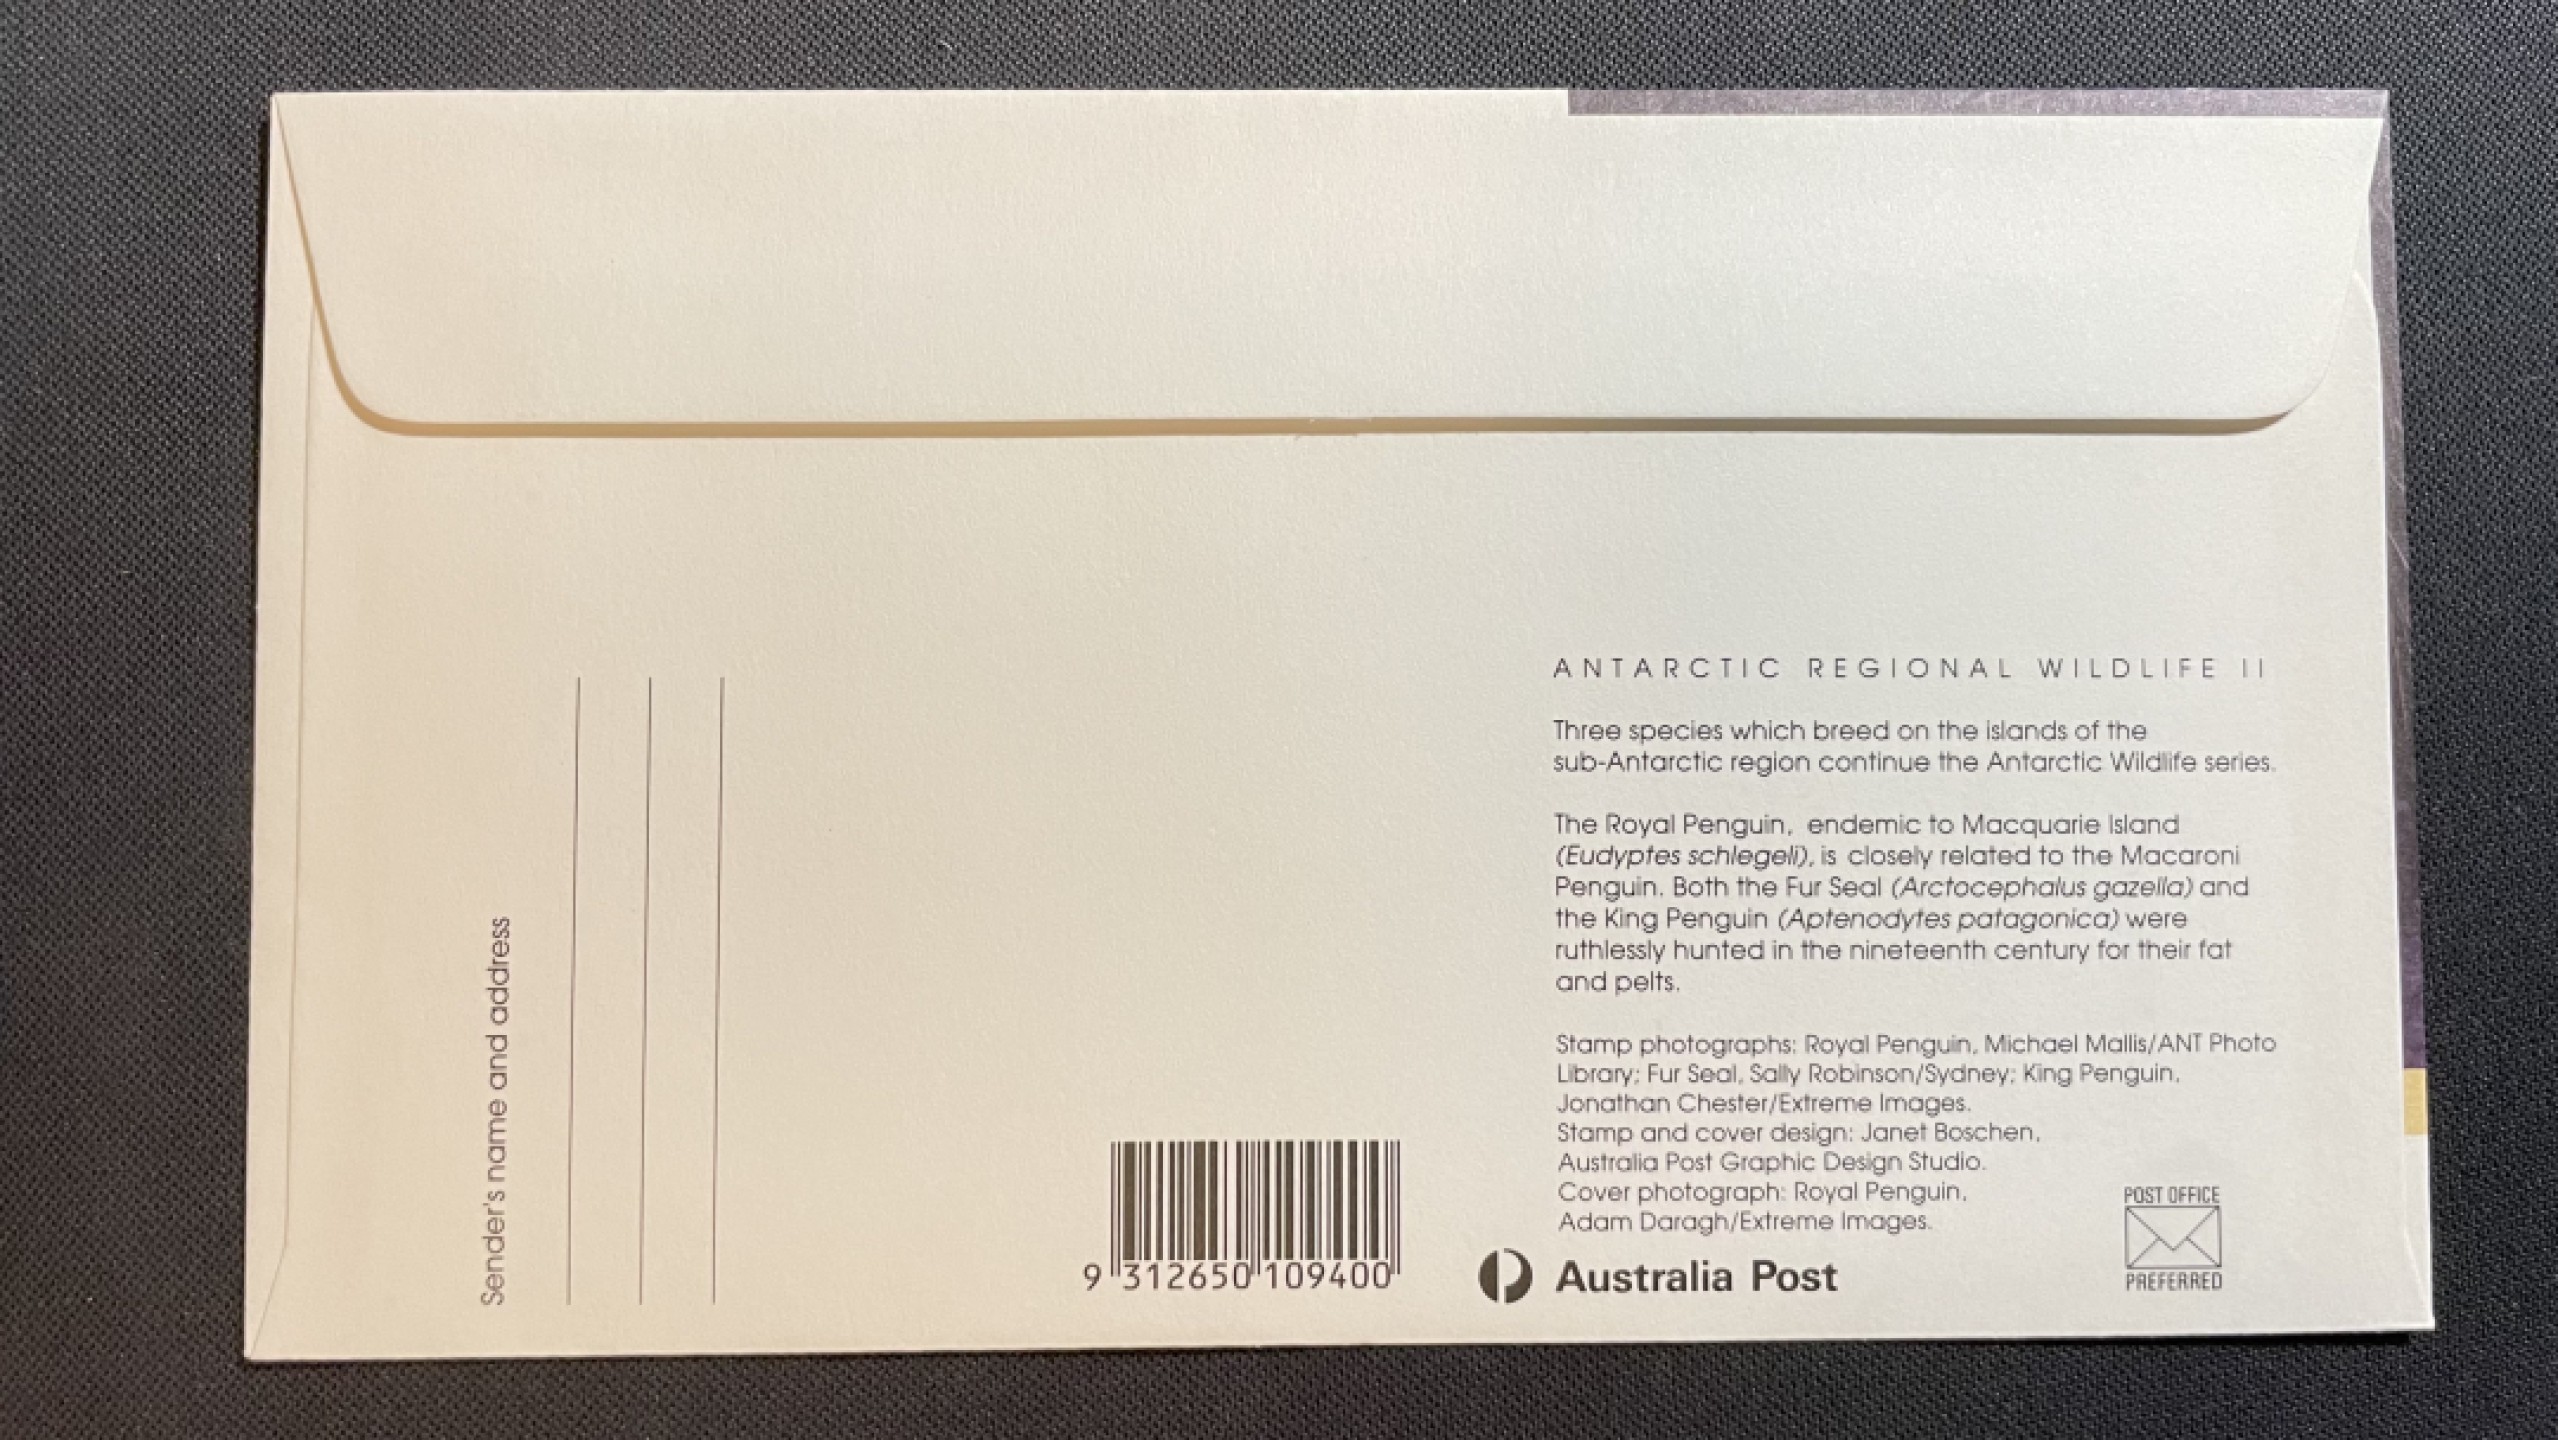 ANTARCTIC REGIONAL WILDLIFE II
Three species which breed on the islands of the
sub-Antarctic region continue the Antarctic Wildlife series.
The Royal Penguin, endemic to Macquarie Island
(Eudyptes schlegeli), is closely related to the Macaroni
Penguin. Both the Fur Seal (Arctocephalus gazella) and
the King Penguin (Aptenodytes patagonica) were
ruthlessly hunted in the nineteenth century for their fat
and pelts.
Stamp photographs: Royal Penguin, Michael Mallis/ANT Photo
Library; Fur Seal, Sally Robinson/Sydney; King Penguin,
Jonathan Chester/Extreme Images.
Stamp and cover design: Janet Boschen,
Australia Post Graphic Design Studio.
Cover photograph: Royal Penguin,
Adam Daragh/Extreme Images.
Australia Post
POST OFFICE
PREFERRED
9 312650 109400
Sender's name and address